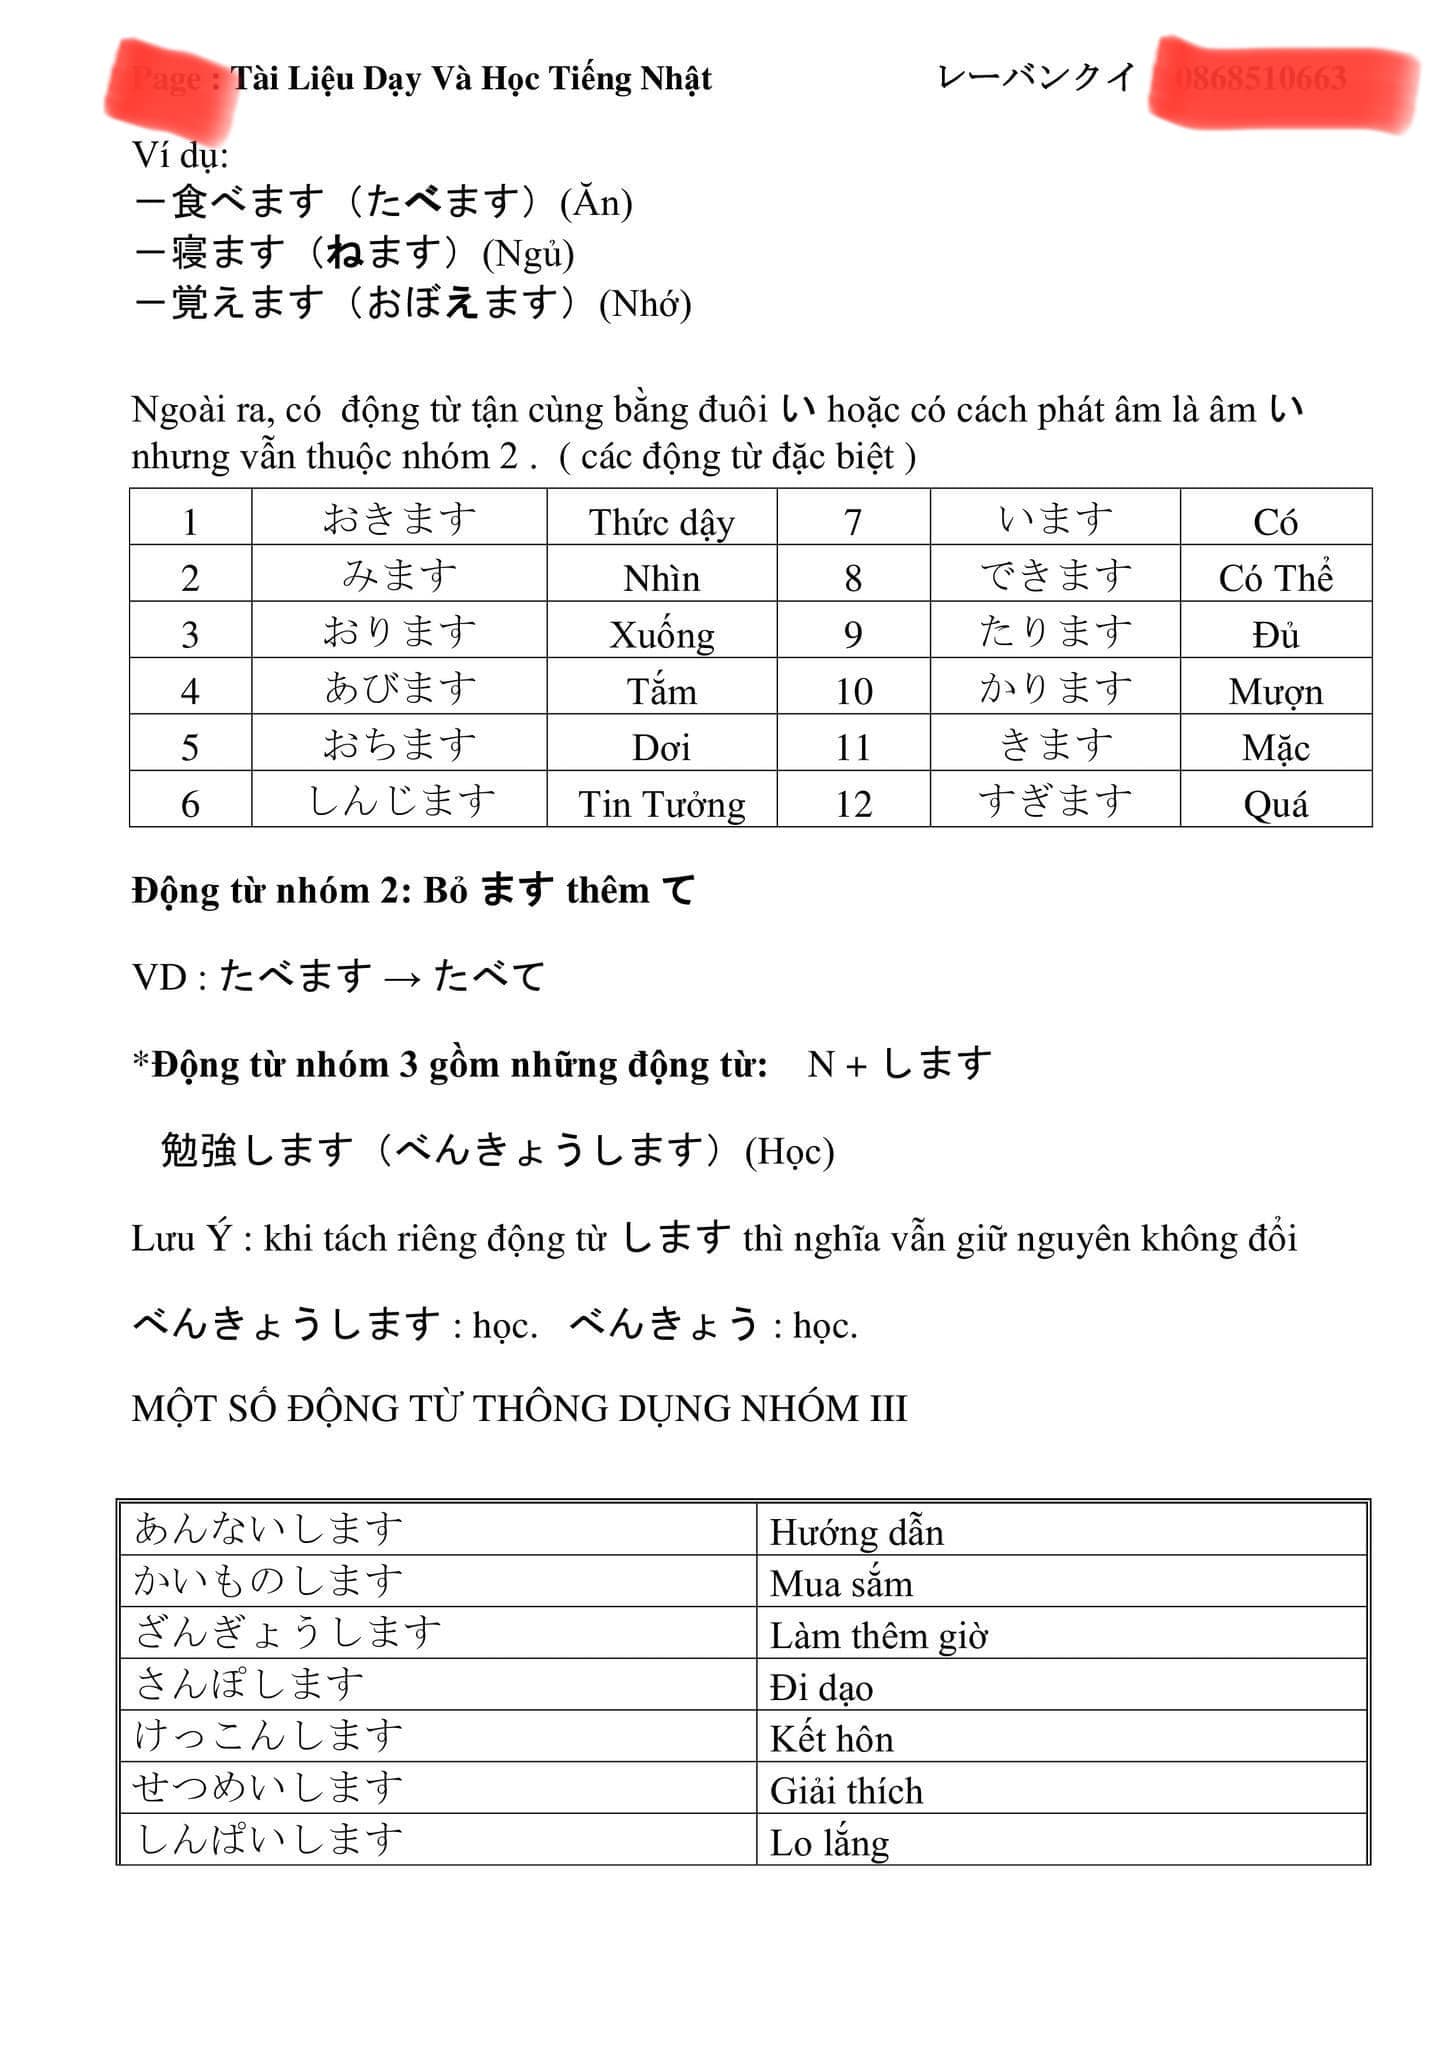 Page : Tài Liệu Dạy Và Học Tiếng Nhật レーバンクイ 0868510663
Ví dụ:
－食べます（たべます）(Ăn)
－寝ます（ねます）(Ngủ)
－覚えます（おぼえます）(Nhớ)
Ngoài ra, có động từ tận cùng bằng đuôi い hoặc có cách phát âm là âm い
nhưng vẫn thuộc nhóm 2 . ( các động từ đặc biệt )
1 おきます Thức dậy 7 います Có
2 みます Nhìn 8 できます Có Thể
3 おります Xuống 9 たります Đủ
4 あびます Tắm 10 かります Mượn
5 おちます Dơi 11 きます Mặc
6 しんじます Tin Tưởng 12 すぎます Quá
Động từ nhóm 2: Bỏ ます thêm て
VD : たべます → たべて
*Động từ nhóm 3 gồm những động từ: N + します
勉強します（べんきょうします）(Học)
Lưu Ý : khi tách riêng động từ します thì nghĩa vẫn giữ nguyên không đổi
べんきょうします : học. べんきょう : học.
MỘT SỐ ĐỘNG TỪ THÔNG DỤNG NHÓM III
あんないします Hướng dẫn
かいものします Mua sắm
ざんぎょうします Làm thêm giờ
さんぽします Đi dạo
けっこんします Kết hôn
せつめいします Giải thích
しんぱいします Lo lắng